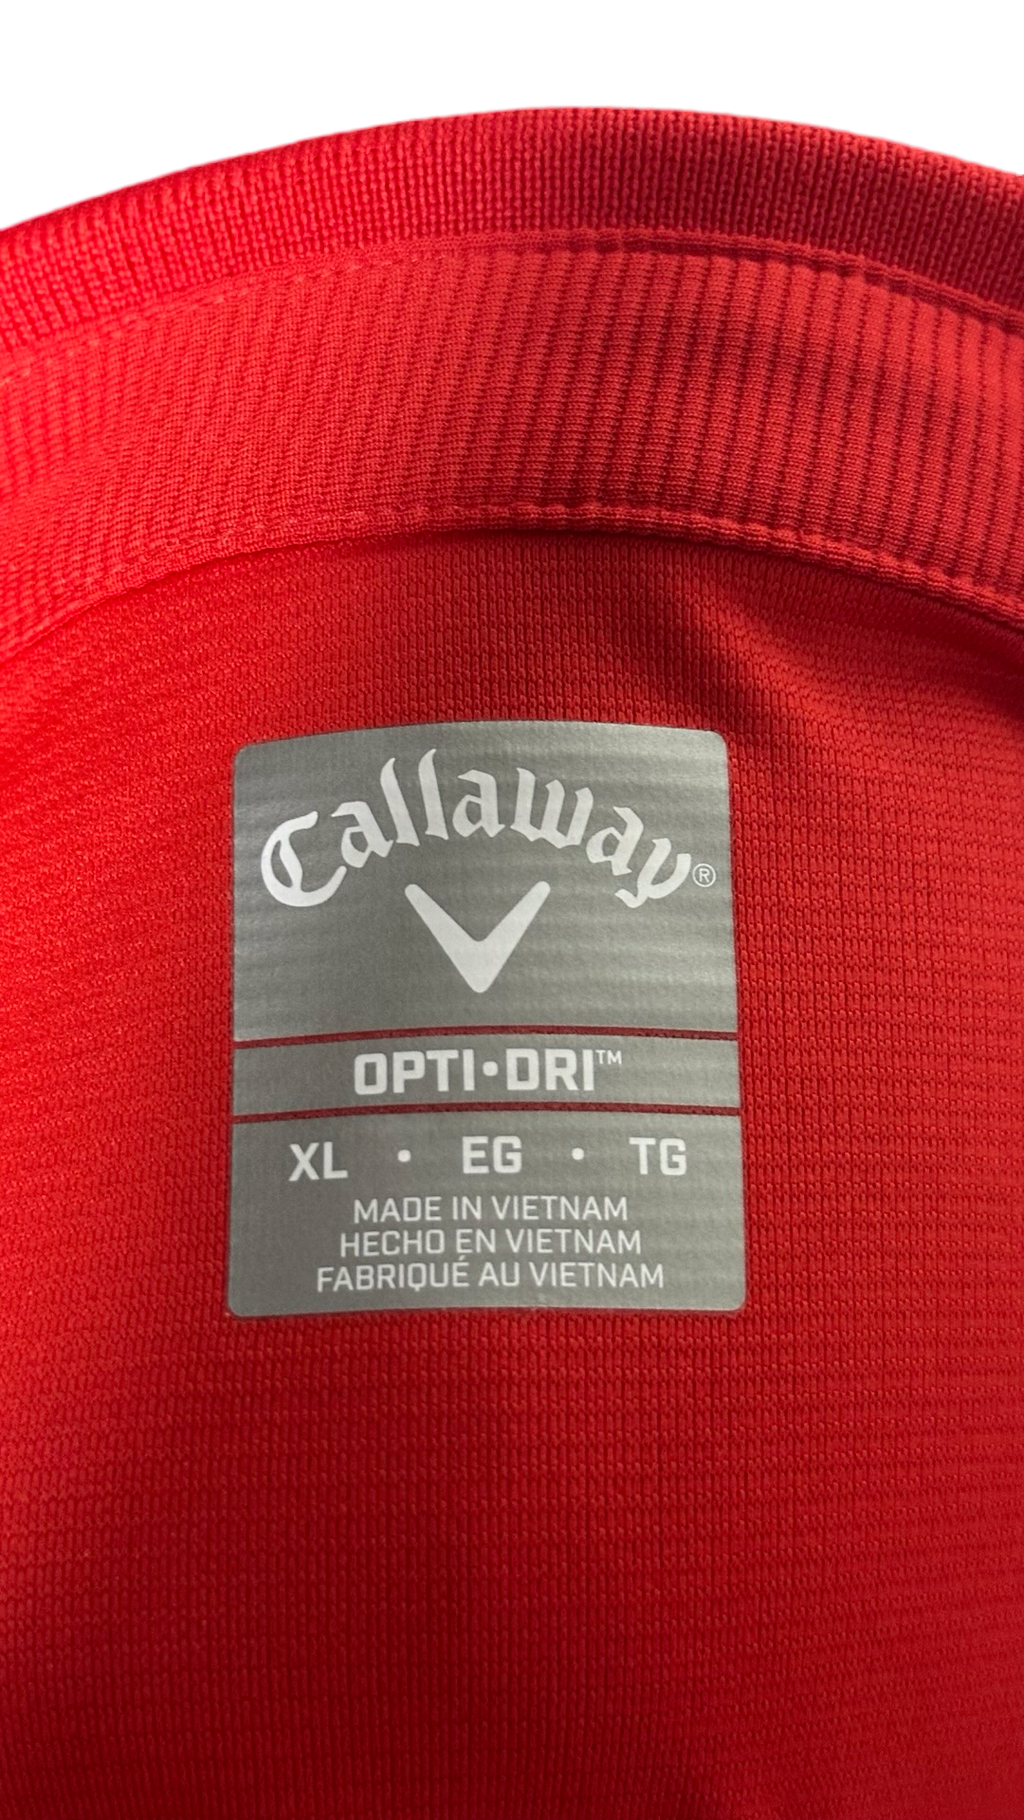 Callaway®
OPTI•DRI™
XL • EG • TG
MADE IN VIETNAM
HECHO EN VIETNAM
FABRIQUÉ AU VIETNAM